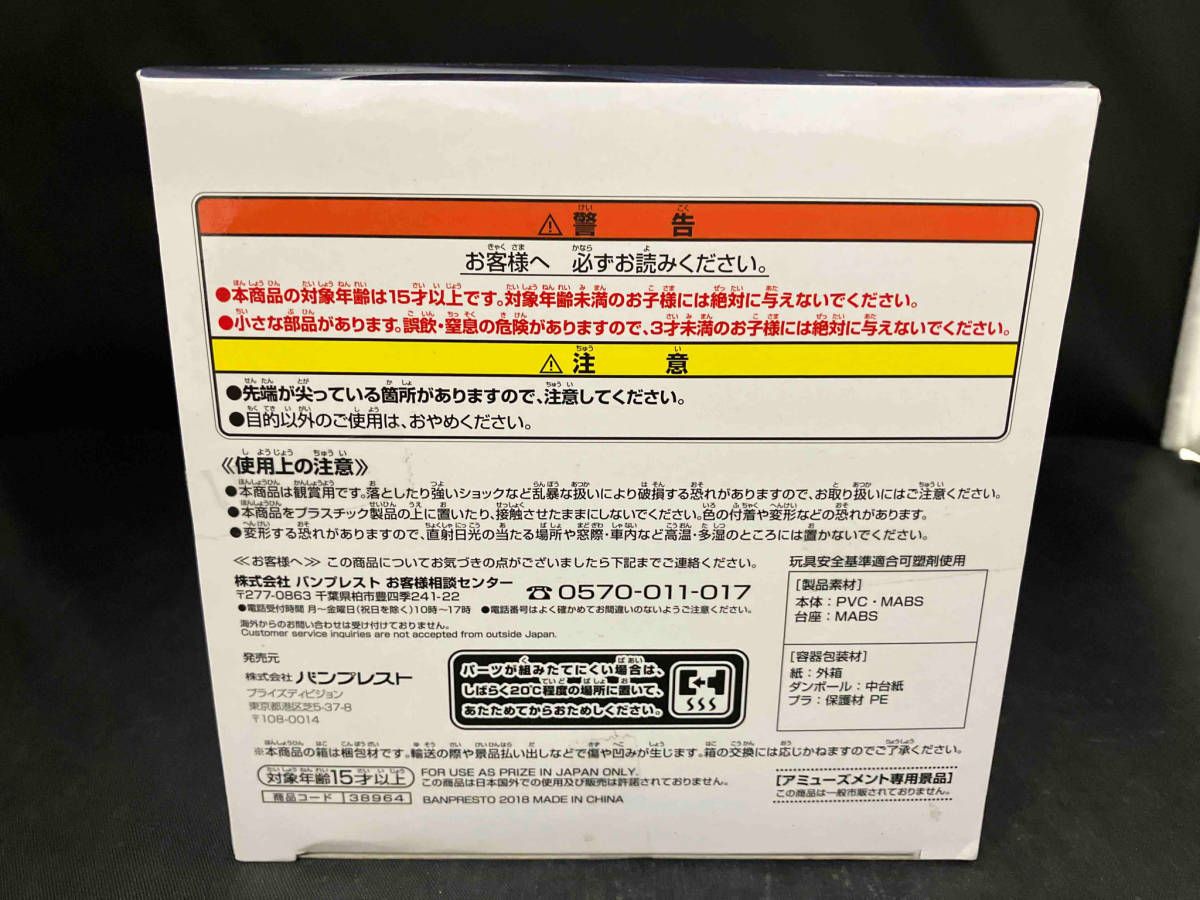 ⚠警告
お客様へ 必ずお読みください。
●本商品の対象年齢は15才以上です。対象年齢未満のお子様には絶対に与えないでください。
●小さな部品があります。誤飲・窒息の危険がありますので、3才未満のお子様には絶対に与えないでください。
⚠注意
●先端が尖っている箇所がありますので、注意してください。
●目的以外のご使用は、おやめください。
《使用上の注意》
●本商品は観賞用です。落としたり強いショックなど乱暴な扱いにより破損する恐れがありますので、お取り扱いにはご注意ください。
●本商品をプラスチック製品の上に置いたり、接触させたままにしないでください。色の付着や変形などの恐れがあります。
●変形する恐れがありますので、直射日光の当たる場所や窓際・車内など高温・多湿のところには置かないでください。
≪お客様へ≫ この商品についてお気づきの点がございましたら下記までご連絡ください。
株式会社 バンプレスト お客様相談センター
〒277-0863 千葉県柏市豊四季241-22
☎0570-011-017
●電話受付時間 月〜金曜日(祝日を除く)10時〜17時 ●電話番号はよく確かめてお間違いのないようご注意ください。
海外からのお問い合わせは受け付けておりません。
Customer service inquiries are not accepted from outside Japan.
玩具安全基準適合可塑剤使用
[製品素材]
本体:PVC・MABS
台座:MABS
[容器包装材]
紙:外箱
ダンボール:中台紙
プラ:保護材 PE
発売元
株式会社 バンプレスト
プライズディビジョン
東京都港区芝5-37-8
〒108-0014
パーツが組みたてにくい場合は、
しばらく20℃程度の場所に置いて、
あたためてからおためしください。
※本商品の箱は梱包材です。輸送の際や景品払い出しなどで傷や凹みが生じます。箱の交換には応じかねますのでご了承ください。
対象年齢15才以上
FOR USE AS PRIZE IN JAPAN ONLY.
この商品は日本国外での使用及び販売は許諾されておりません。
商品コード 38964
BANPRESTO 2018 MADE IN CHINA
[アミューズメント専用景品]
この商品は一般市販されておりません。